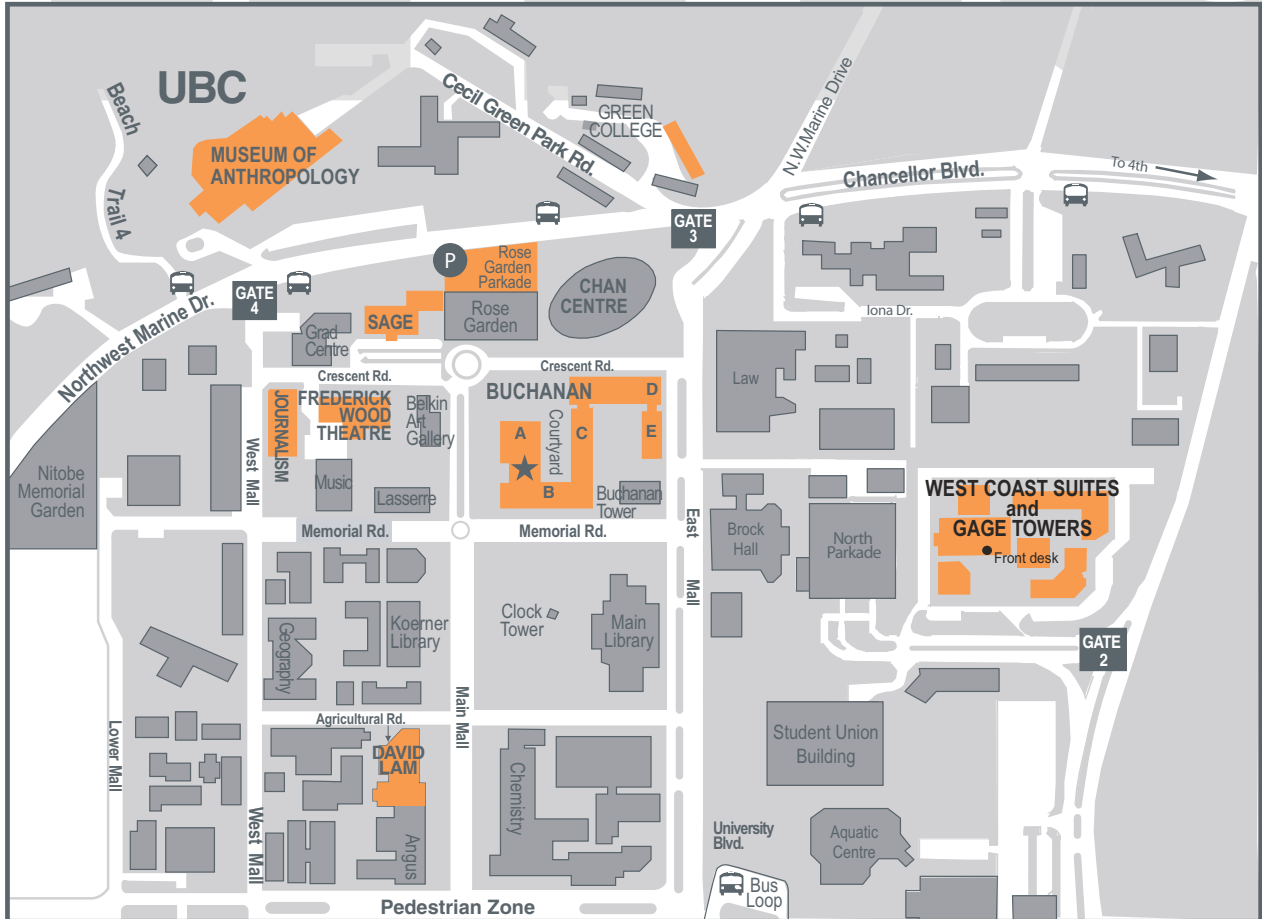 UBC
Beach
Trail 4
MUSEUM OF
ANTHROPOLOGY
Cecil Green Park Rd.
GREEN
COLLEGE
N.W.Marine Drive
Chancellor Blvd.
To 4th
GATE
3
P
Rose
Garden
Parkade
CHAN
CENTRE
GATE
4
Northwest Marine Dr.
SAGE
Rose
Garden
Grad
Centre
Iona Dr.
Crescent Rd.
Crescent Rd.
Law
JOURNALISM
FREDERICK
WOOD
THEATRE
Belkin
Art
Gallery
BUCHANAN
A
B
C
D
E
Courtyard
West Mall
Nitobe
Memorial
Garden
Music
Lasserre
Buchanan
Tower
WEST COAST SUITES
and
GAGE TOWERS
Front desk
Memorial Rd.
Memorial Rd.
East Mall
Brock
Hall
North
Parkade
Geography
Koerner
Library
Clock
Tower
Main
Library
GATE
2
Main Mall
Agricultural Rd.
Lower Mall
DAVID
LAM
Student Union
Building
Chemistry
West Mall
Angus
University
Blvd.
Aquatic
Centre
Bus
Loop
Pedestrian Zone